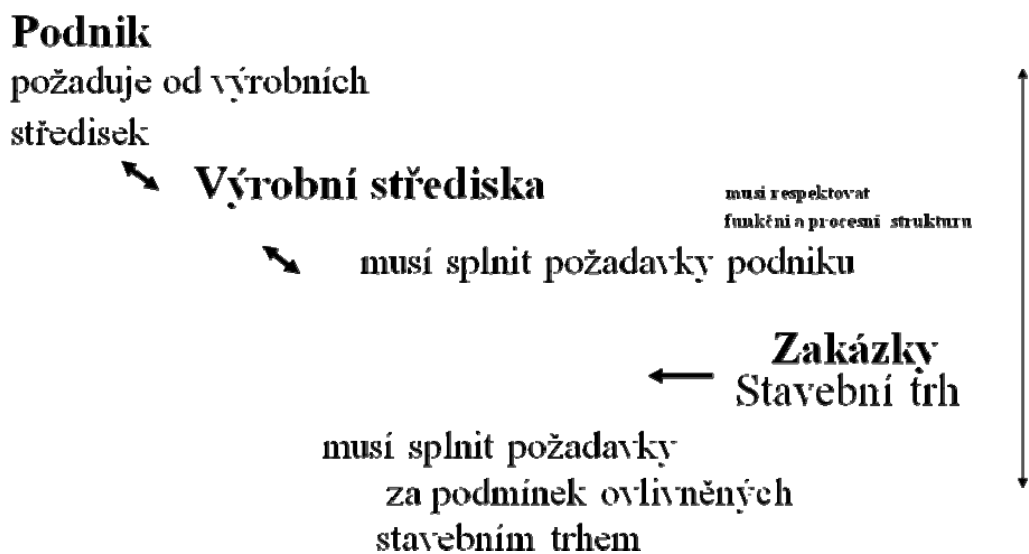 Podnik
požaduje od výrobních
středisek
Výrobní střediska
musí respektovat
funkční a procesní strukturu
musí splnit požadavky podniku
Zakázky
Stavební trh
musí splnit požadavky
za podmínek ovlivněných
stavebním trhem